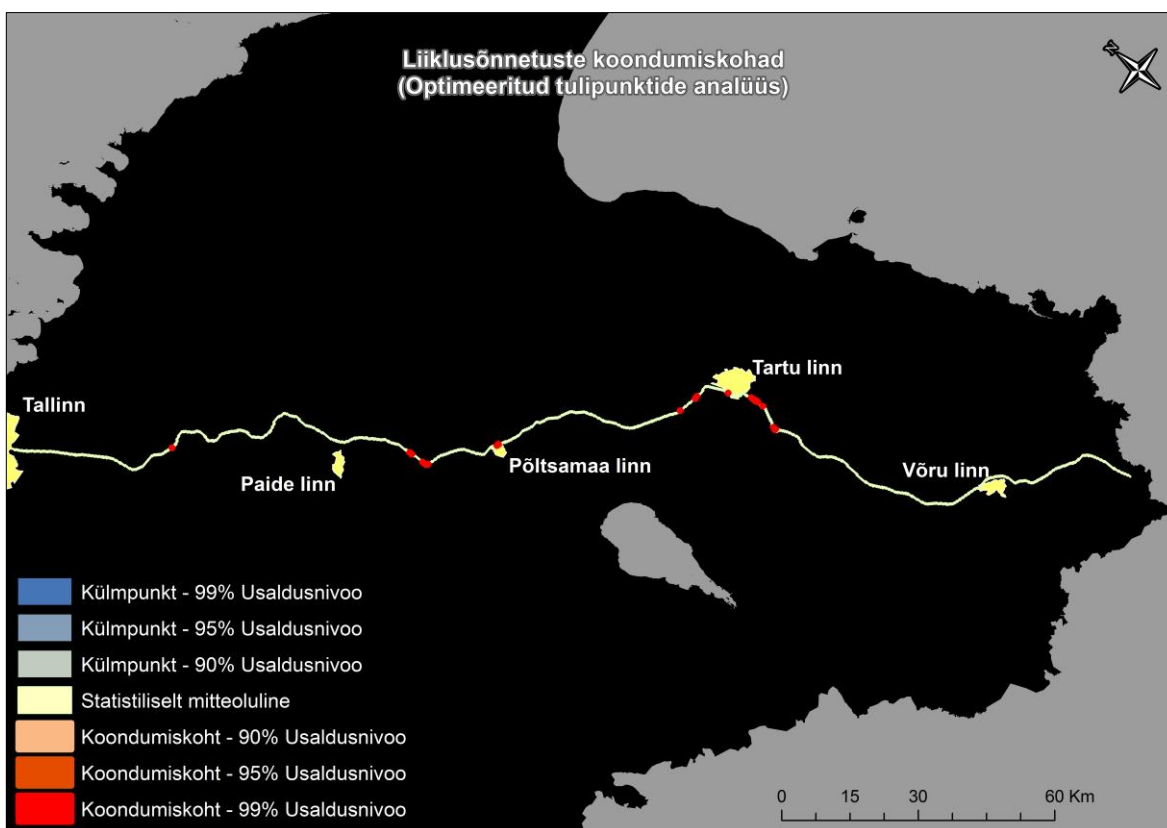 Liiklusõnnetuste koondumiskohad
(Optimeeritud tulipunktide analüüs)
N
Tartu linn
Tallinn
Põltsamaa linn
Paide linn
Võru linn
Külmpunkt - 99% Usaldusnivoo
Külmpunkt - 95% Usaldusnivoo
Külmpunkt - 90% Usaldusnivoo
Statistiliselt mitteoluline
Koondumiskoht - 90% Usaldusnivoo
Koondumiskoht - 95% Usaldusnivoo
Koondumiskoht - 99% Usaldusnivoo
0 15 30 60 Km